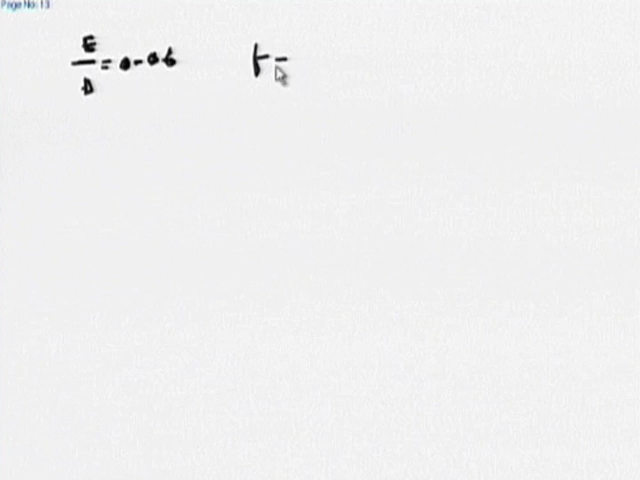 Page No: 13
E/D = 0.06 f =